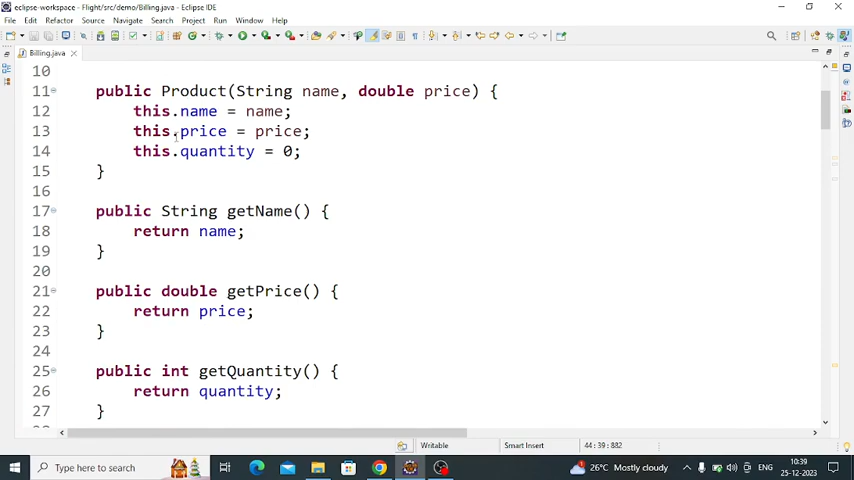 eclipse-workspace - Flight/src/demo/Billing.java - Eclipse IDE
File Edit Refactor Source Navigate Search Project Run Window Help
Billing.java
10
11 public Product(String name, double price) {
12 this.name = name;
13 this.price = price;
14 this.quantity = 0;
15 }
16
17 public String getName() {
18 return name;
19 }
20
21 public double getPrice() {
22 return price;
23 }
24
25 public int getQuantity() {
26 return quantity;
27 }
Writable Smart Insert 44 : 39 : 882
Type here to search 26°C Mostly cloudy ENG 10:39
25-12-2023